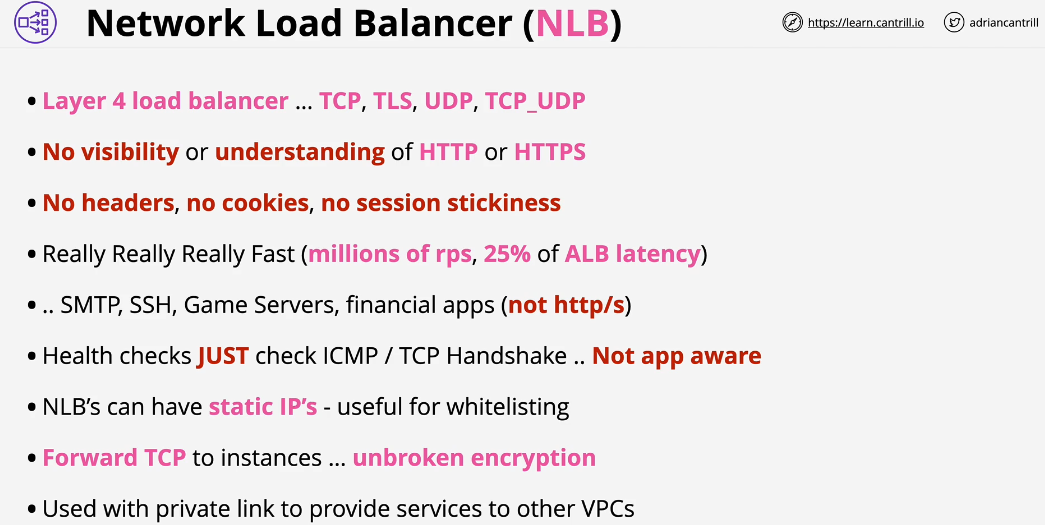 Network Load Balancer (NLB)
https://learn.cantrill.io
adriancantrill
• Layer 4 load balancer ... TCP, TLS, UDP, TCP_UDP
• No visibility or understanding of HTTP or HTTPS
• No headers, no cookies, no session stickiness
• Really Really Really Fast (millions of rps, 25% of ALB latency)
• .. SMTP, SSH, Game Servers, financial apps (not http/s)
• Health checks JUST check ICMP / TCP Handshake .. Not app aware
• NLB's can have static IP's - useful for whitelisting
• Forward TCP to instances ... unbroken encryption
• Used with private link to provide services to other VPCs